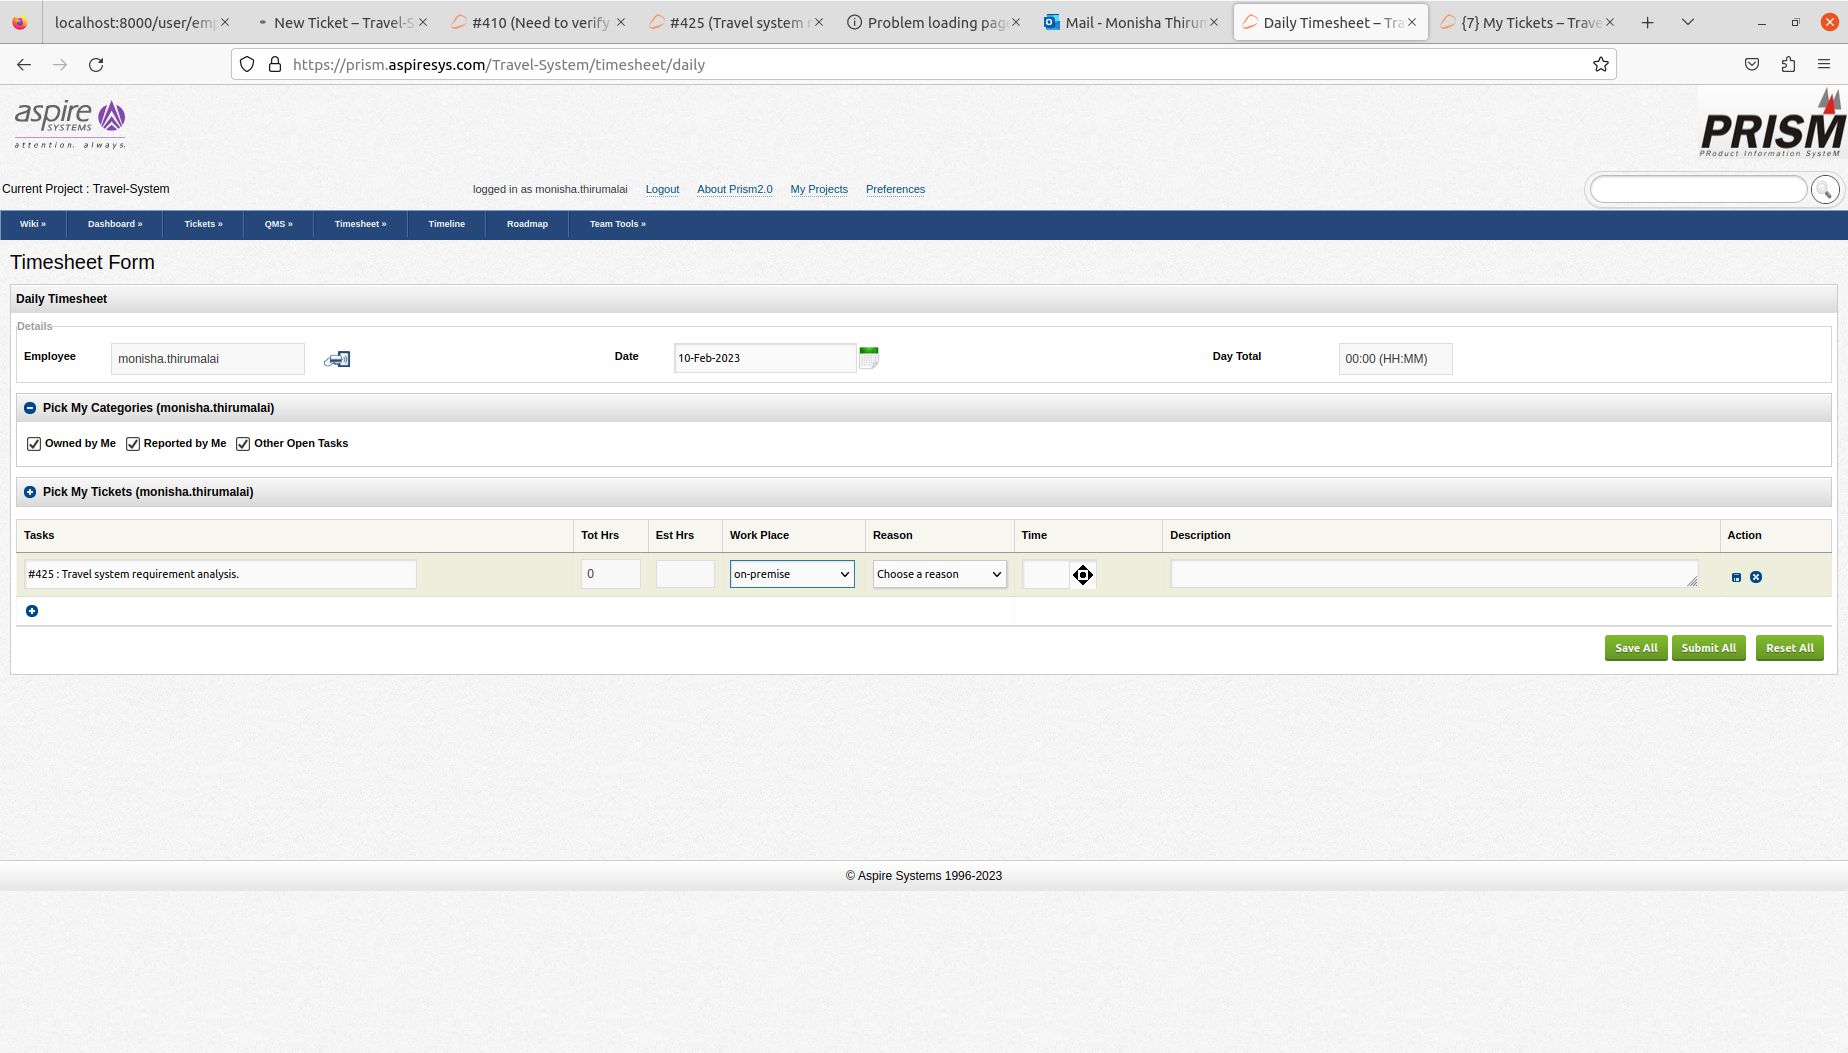 localhost:8000/user/emp
New Ticket – Travel-S
#410 (Need to verify
#425 (Travel system r
Problem loading pag
Mail - Monisha Thirum
Daily Timesheet – Tra
{7} My Tickets – Trave
https://prism.aspiresys.com/Travel-System/timesheet/daily
aspire
SYSTEMS
attention. always.
PRISM
PRoduct Information SysteM
Current Project : Travel-System
logged in as monisha.thirumalai Logout About Prism2.0 My Projects Preferences
Wiki » Dashboard » Tickets » QMS » Timesheet » Timeline Roadmap Team Tools »
Timesheet Form
Daily Timesheet
Details
Employee monisha.thirumalai Date 10-Feb-2023 Day Total 00:00 (HH:MM)
Pick My Categories (monisha.thirumalai)
Owned by Me Reported by Me Other Open Tasks
Pick My Tickets (monisha.thirumalai)
Tasks Tot Hrs Est Hrs Work Place Reason Time Description Action
#425 : Travel system requirement analysis. 0 on-premise Choose a reason
Save All Submit All Reset All
© Aspire Systems 1996-2023